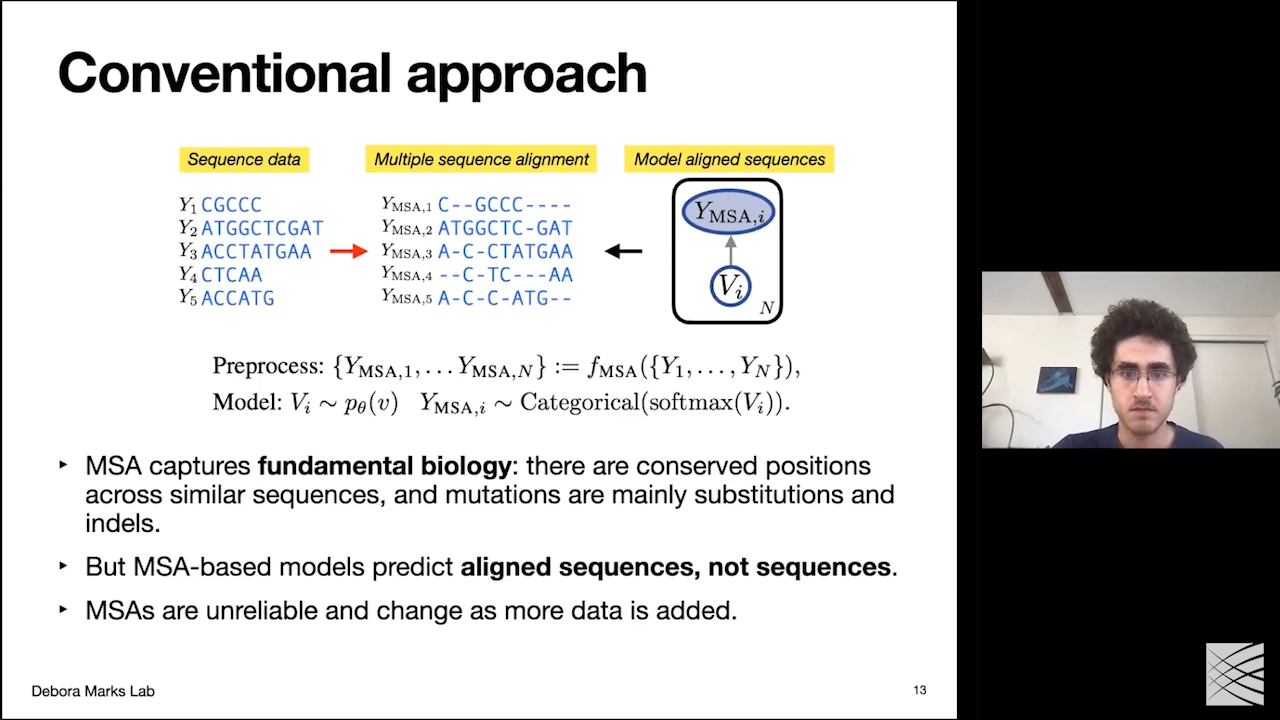 Conventional approach
Sequence data
Multiple sequence alignment
Model aligned sequences
Y₁ CGCCC
Y₂ ATGGCTCGAT
Y₃ ACCTATGAA
Y₄ CTCAA
Y₅ ACCATG
Y_MSA,1 C--GCCC----
Y_MSA,2 ATGGCTC-GAT
Y_MSA,3 A-C-CTATGAA
Y_MSA,4 --C-TC---AA
Y_MSA,5 A-C-C-ATG--
Y_MSA,i
V_i
N
Preprocess: {Y_MSA,1, . . . Y_MSA,N} := f_MSA({Y₁, . . . , Y_N}),
Model: V_i ∼ p_θ(v) Y_MSA,i ∼ Categorical(softmax(V_i)).
‣ MSA captures fundamental biology: there are conserved positions
across similar sequences, and mutations are mainly substitutions and
indels.
‣ But MSA-based models predict aligned sequences, not sequences.
‣ MSAs are unreliable and change as more data is added.
Debora Marks Lab
13